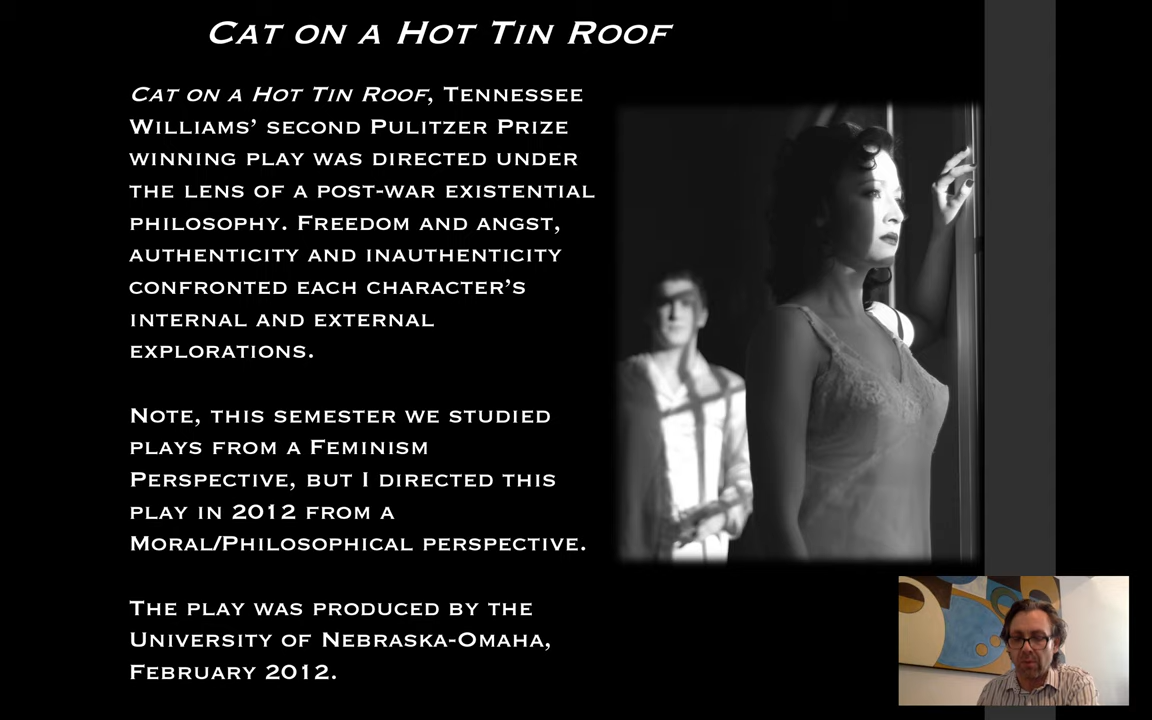 Cat on a Hot Tin Roof
Cat on a Hot Tin Roof, Tennessee
Williams’ second Pulitzer Prize
winning play was directed under
the lens of a post-war existential
philosophy. Freedom and angst,
authenticity and inauthenticity
confronted each character’s
internal and external
explorations.
Note, this semester we studied
plays from a Feminism
Perspective, but I directed this
play in 2012 from a
Moral/Philosophical perspective.
The play was produced by the
University of Nebraska-Omaha,
February 2012.